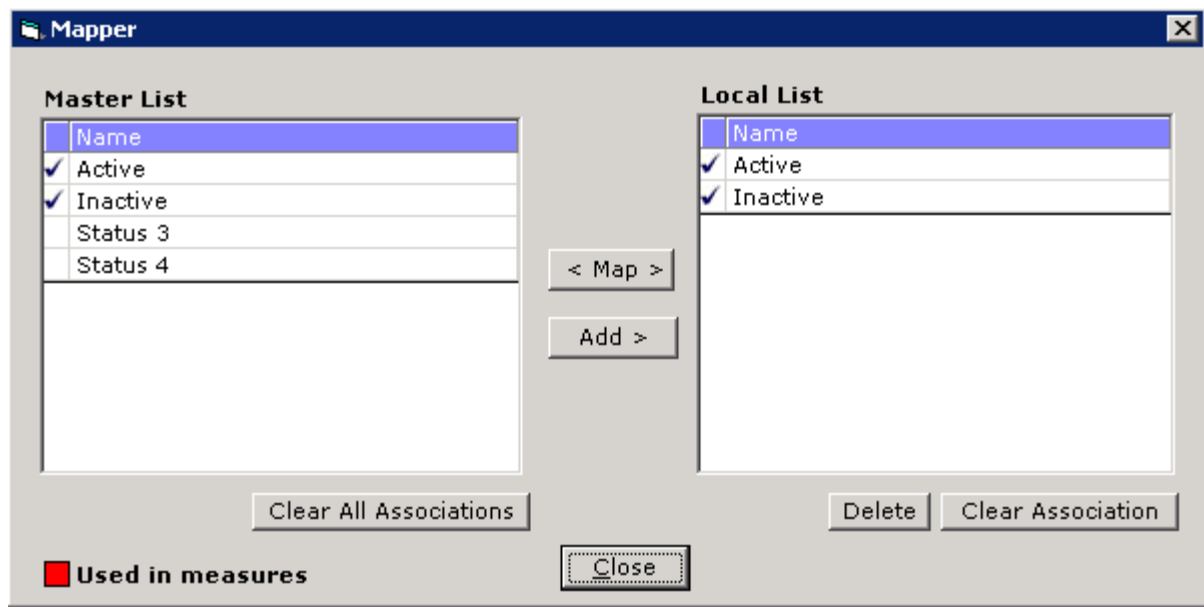 Mapper
Master List
Name
Active
Inactive
Status 3
Status 4
< Map >
Add >
Local List
Name
Active
Inactive
Clear All Associations
Delete
Clear Association
Used in measures
Close